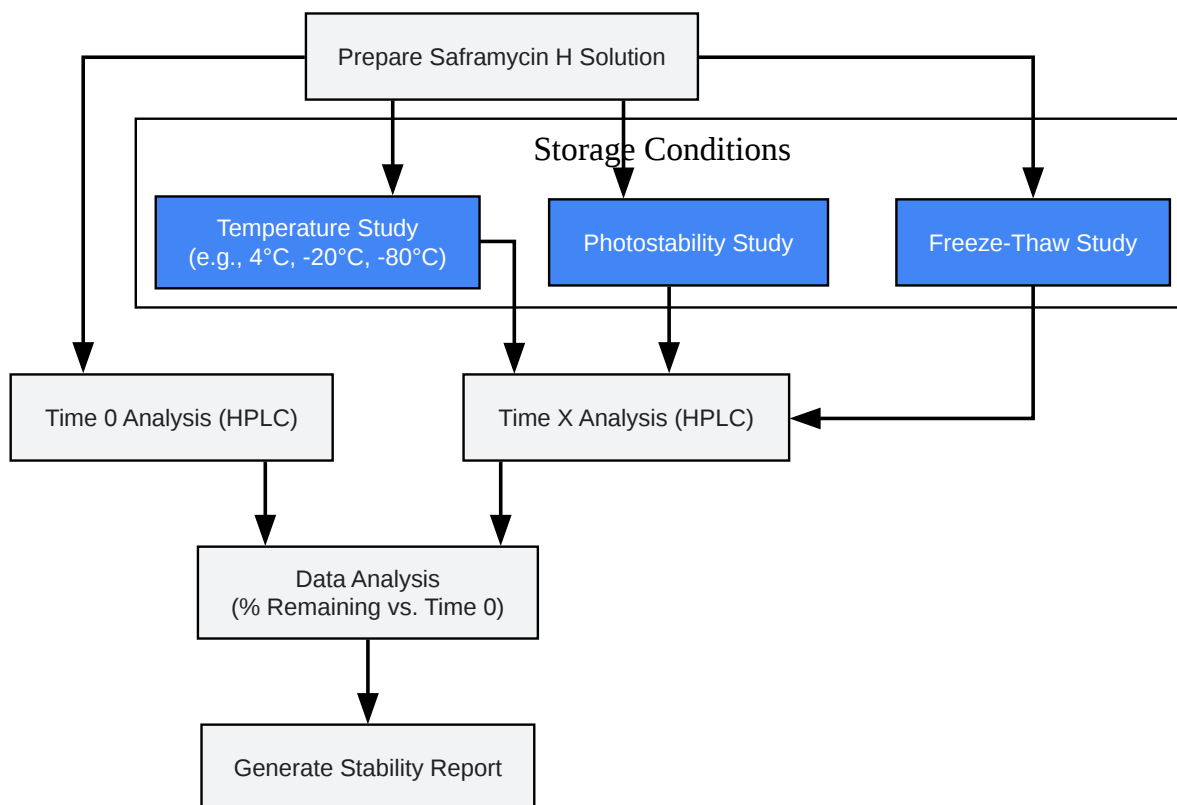 Prepare Saframycin H Solution
Storage Conditions
Temperature Study
(e.g., 4°C, -20°C, -80°C)
Photostability Study
Freeze-Thaw Study
Time 0 Analysis (HPLC)
Time X Analysis (HPLC)
Data Analysis
(% Remaining vs. Time 0)
Generate Stability Report